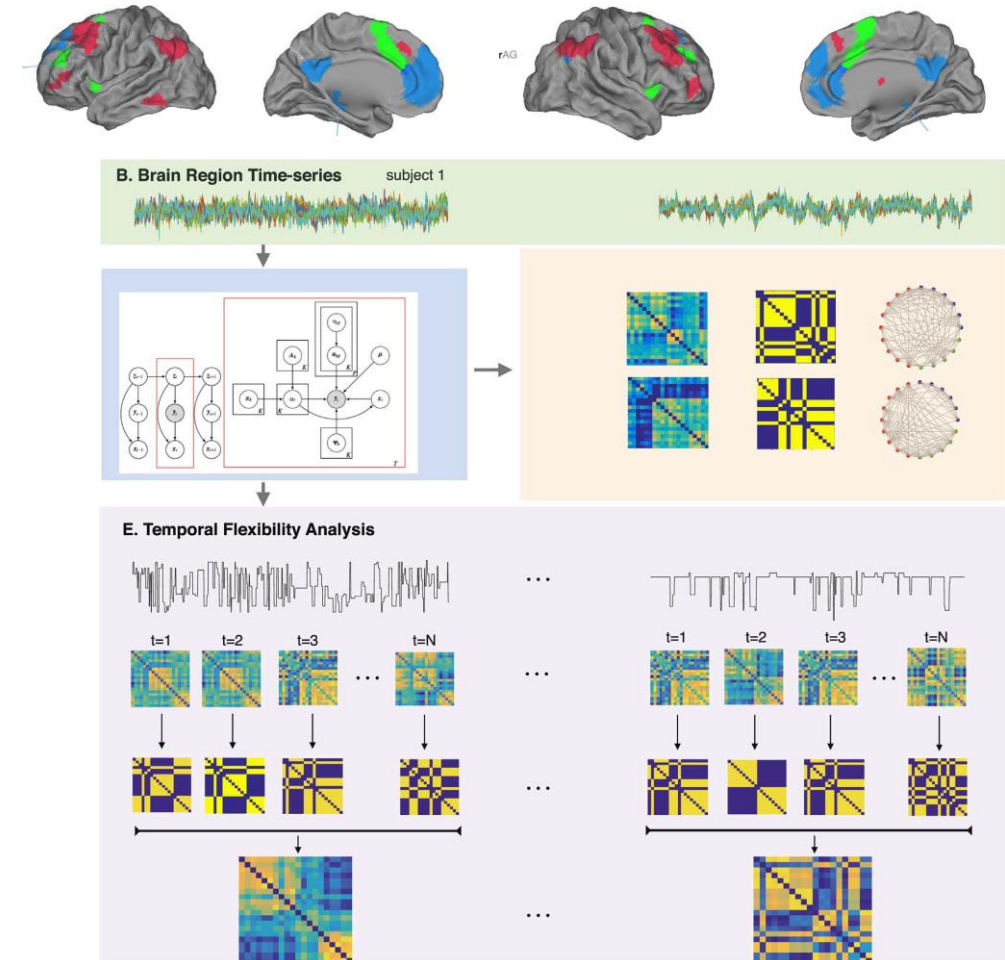 rAG
B. Brain Region Time-series subject 1
E. Temporal Flexibility Analysis
... 
t=1 t=2 t=3 t=N t=1 t=2 t=3 t=N
... ... ...
...
...
T